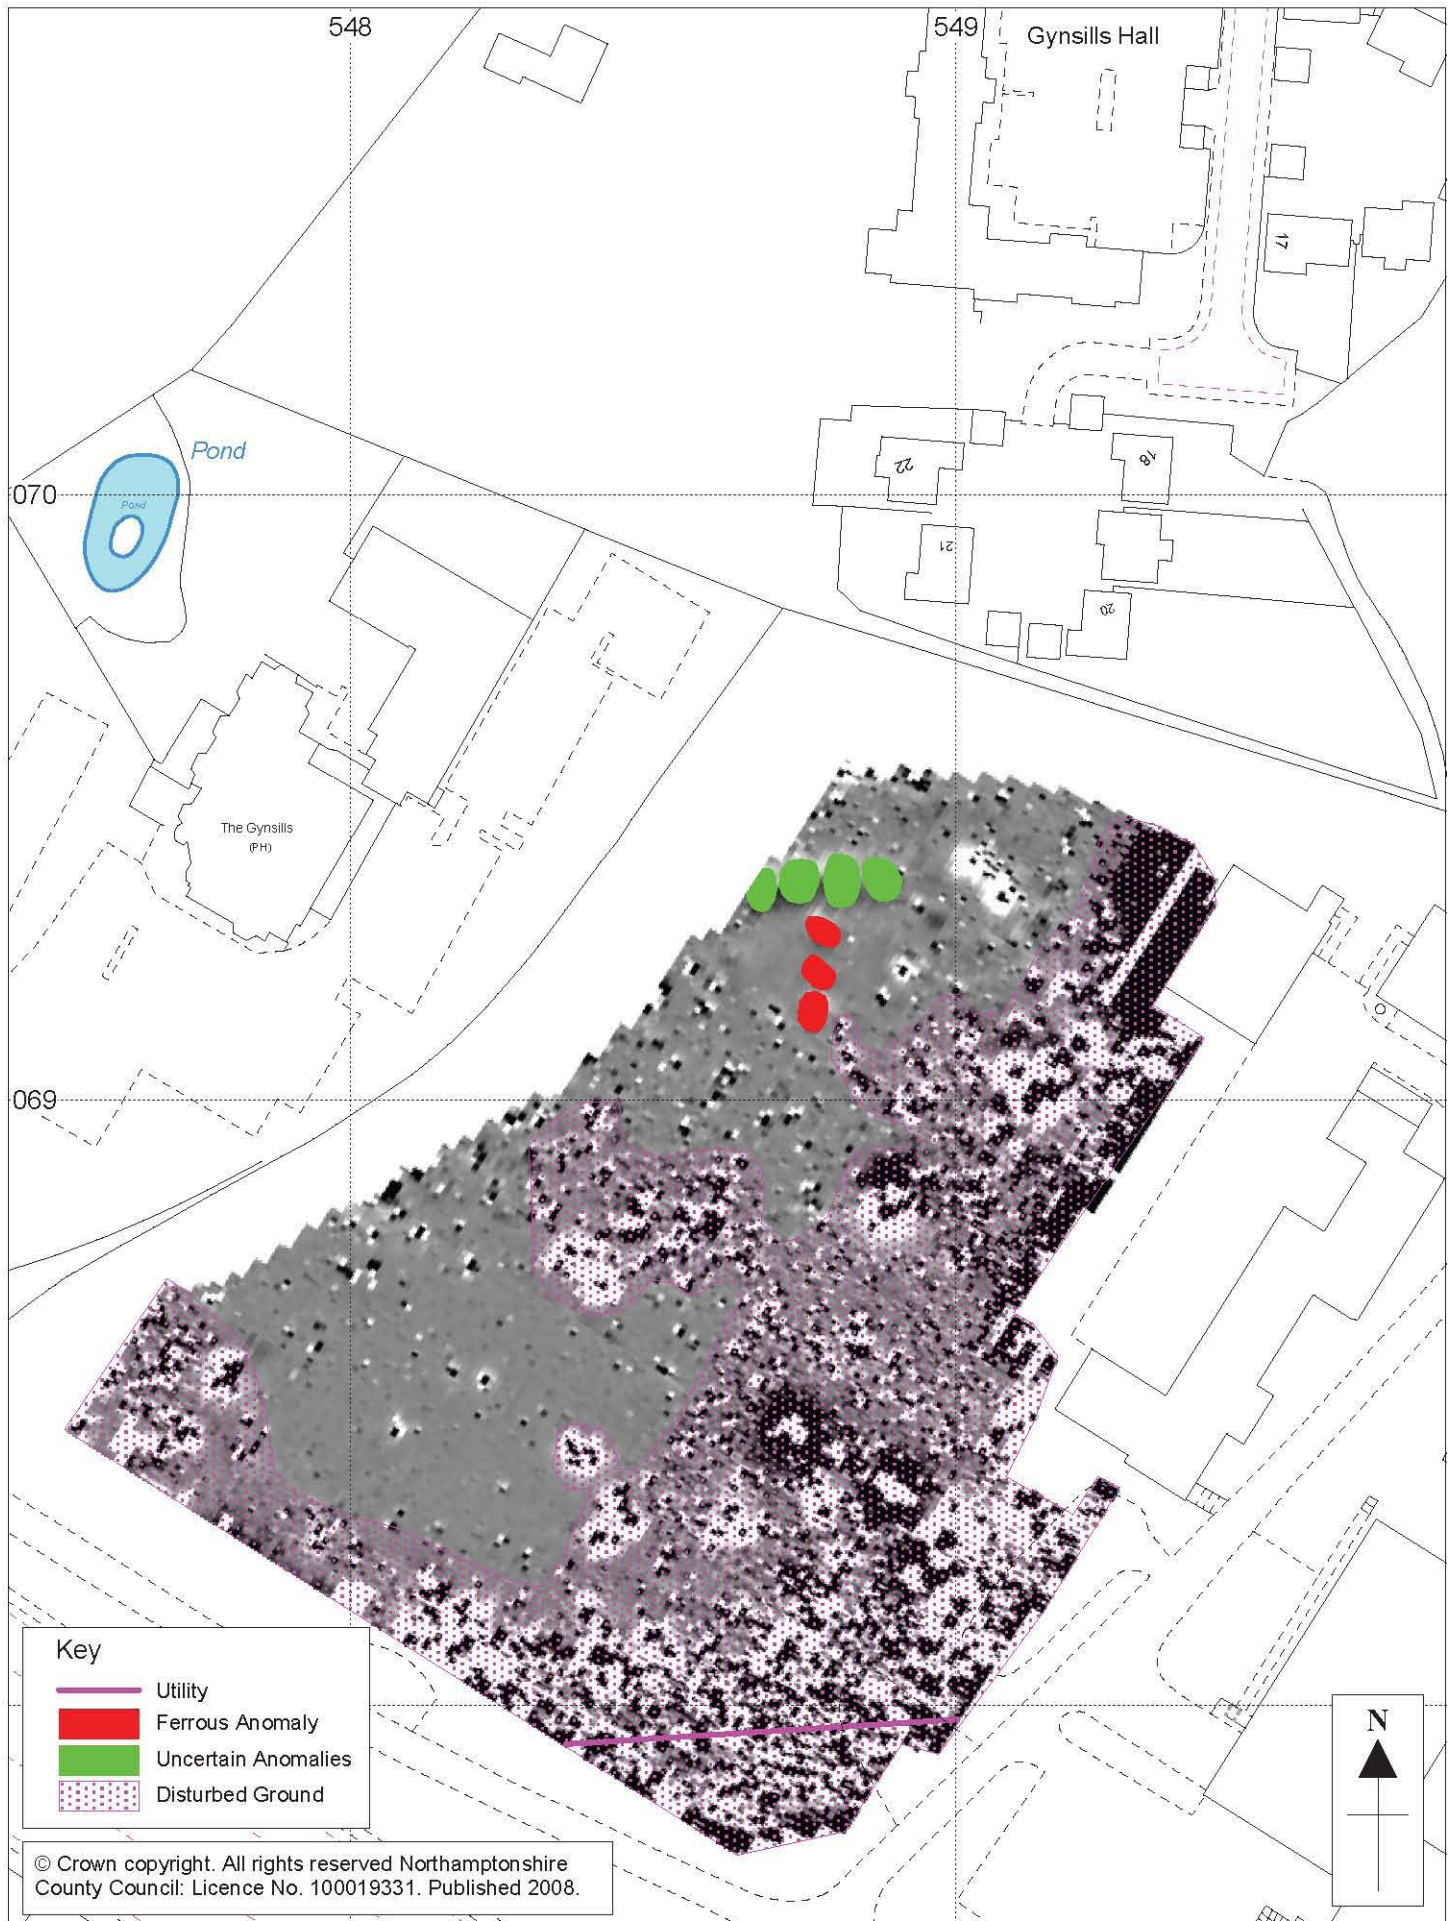 548
549
Gynsills Hall
17
Pond
22
18
070
Pond
21
20
The Gynsills
(PH)
069
Key
Utility
Ferrous Anomaly
Uncertain Anomalies
Disturbed Ground
N
© Crown copyright. All rights reserved Northamptonshire
County Council: Licence No. 100019331. Published 2008.